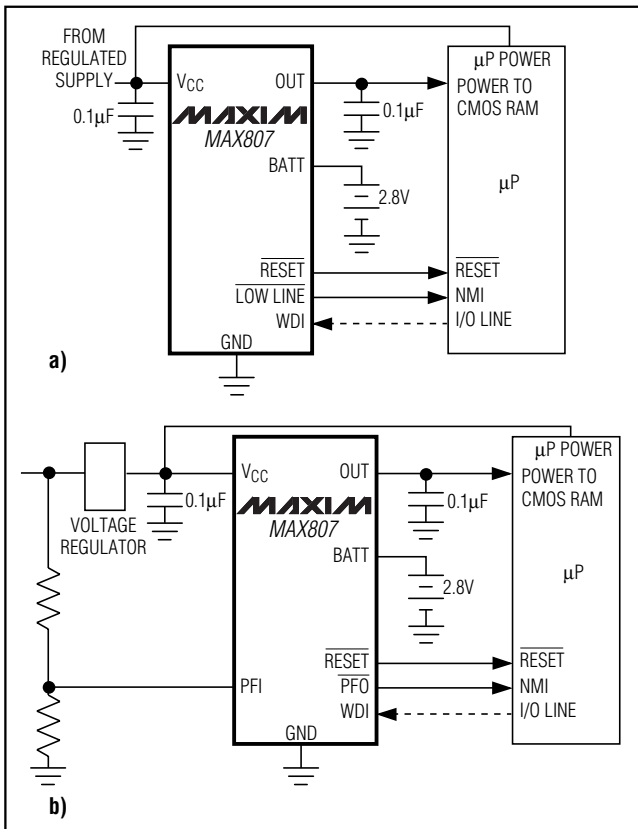 FROM
REGULATED
SUPPLY
VCC
OUT
µP POWER
POWER TO
CMOS RAM
0.1µF
MAXIM
MAX807
0.1µF
BATT
µP
2.8V
RESET
RESET
LOW LINE
NMI
WDI
I/O LINE
GND
a)
µP POWER
VCC
OUT
POWER TO
CMOS RAM
VOLTAGE
REGULATOR
0.1µF
MAXIM
MAX807
0.1µF
BATT
µP
2.8V
RESET
RESET
PFI
PFO
NMI
WDI
I/O LINE
GND
b)